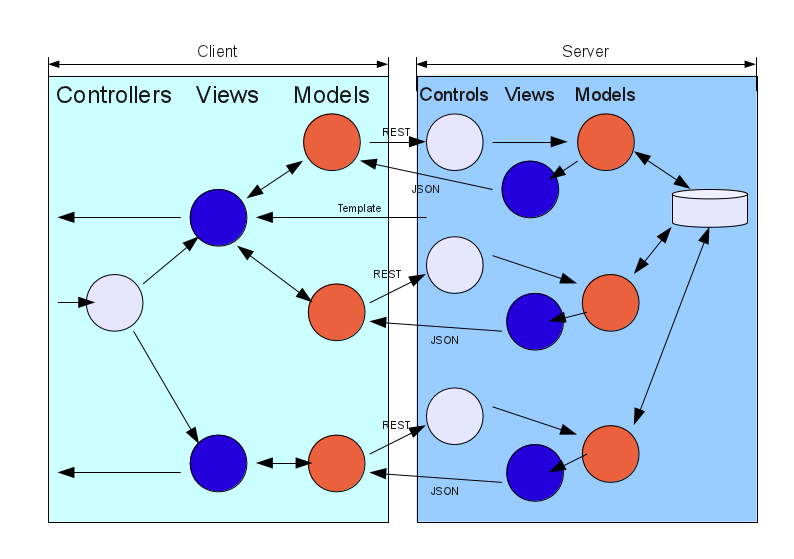 Client
Server
Controllers Views Models
Controls Views Models
REST
JSON
Template
REST
JSON
REST
JSON